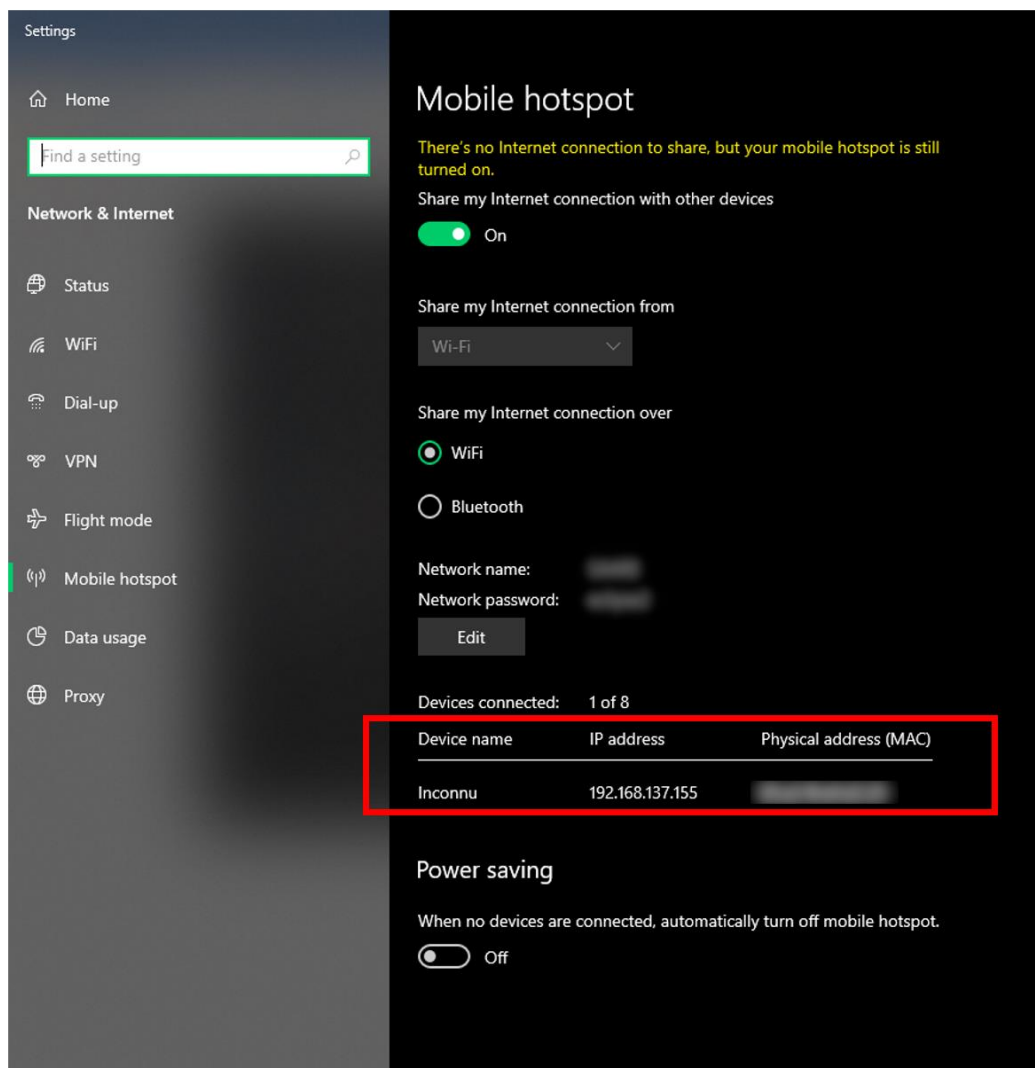 Settings
Home
Find a setting
Network & Internet
Status
WiFi
Dial-up
VPN
Flight mode
Mobile hotspot
Data usage
Proxy
Mobile hotspot
There's no Internet connection to share, but your mobile hotspot is still
turned on.
Share my Internet connection with other devices
On
Share my Internet connection from
Wi-Fi
Share my Internet connection over
WiFi
Bluetooth
Network name:
Network password:
Edit
Devices connected: 1 of 8
Device name IP address Physical address (MAC)
Inconnu 192.168.137.155
Power saving
When no devices are connected, automatically turn off mobile hotspot.
Off